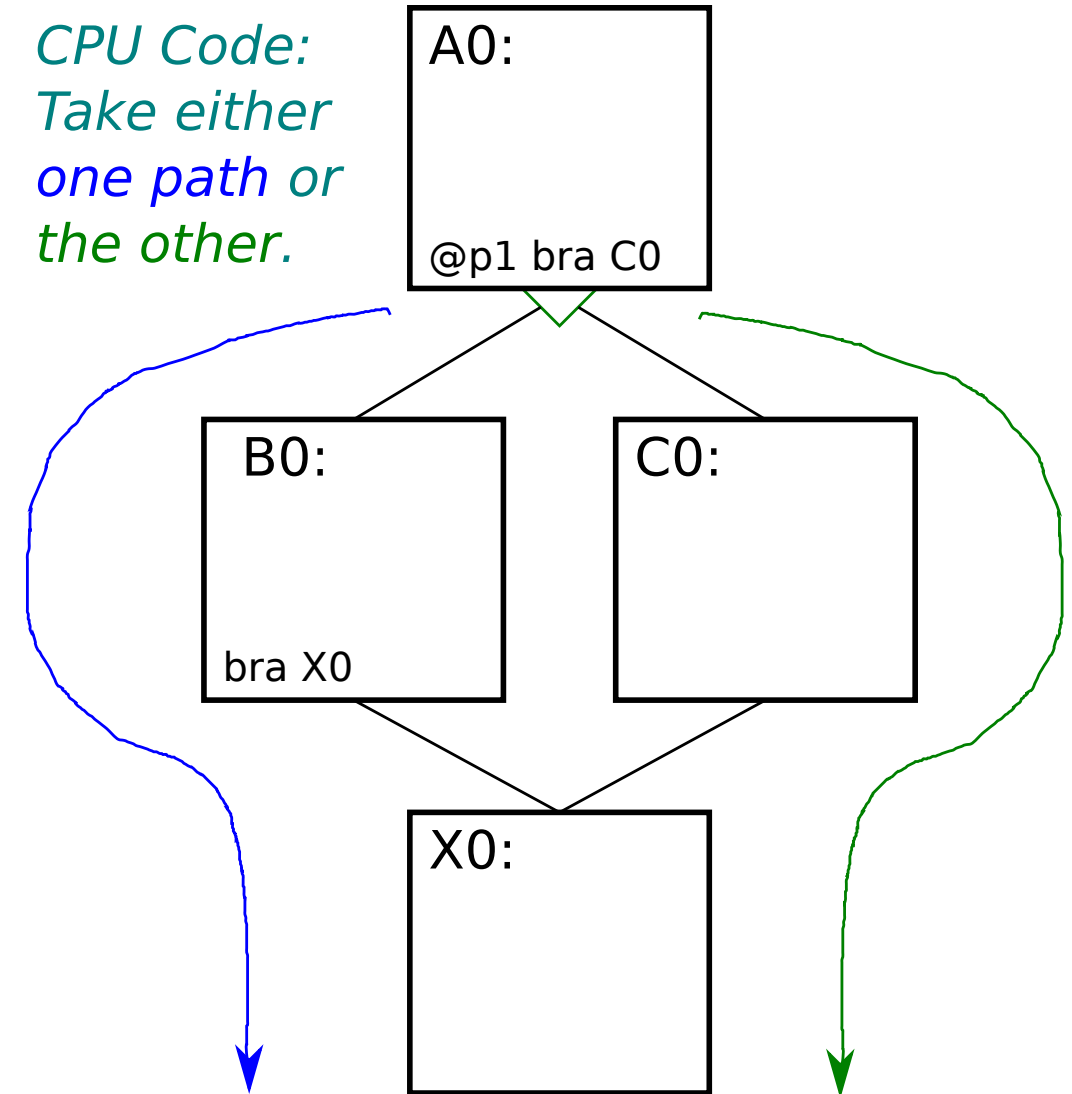 CPU Code:
Take either
one path or
the other.
A0:
@p1 bra C0
B0:
bra X0
C0:
X0: